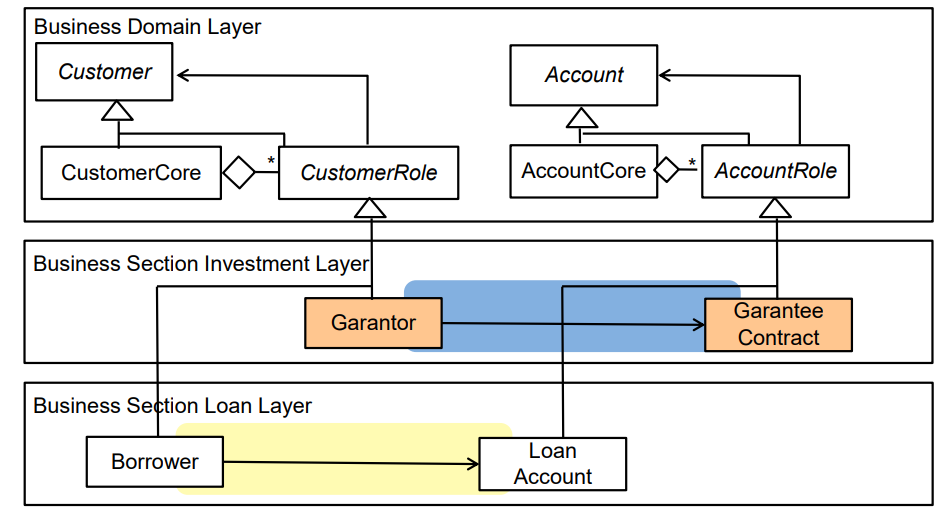 Business Domain Layer
Customer
Account
CustomerCore
*
CustomerRole
AccountCore
*
AccountRole
Business Section Investment Layer
Garantor
Garantee
Contract
Business Section Loan Layer
Borrower
Loan
Account